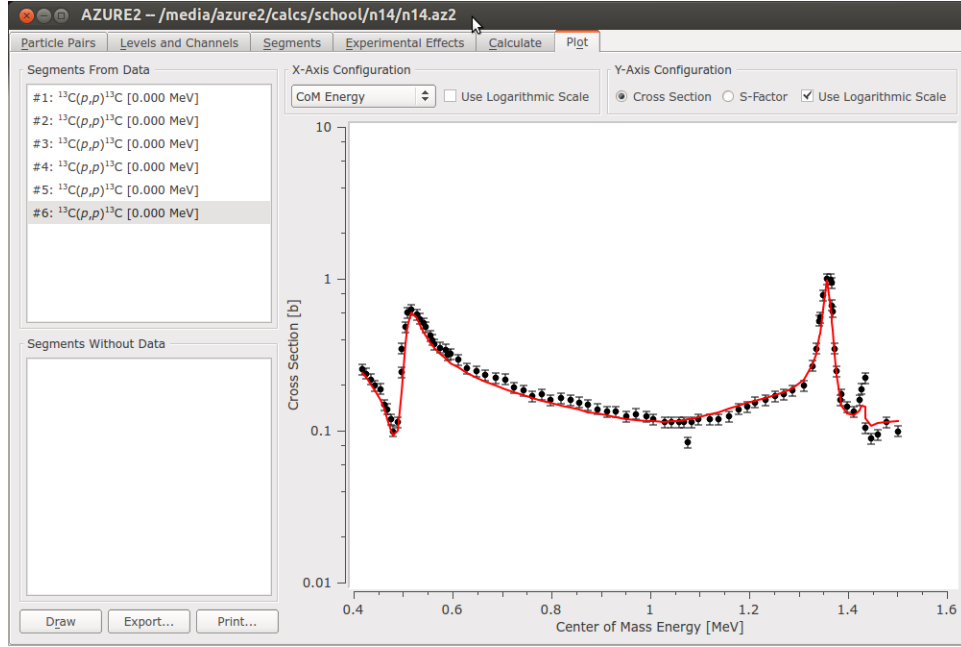 AZURE2 -- /media/azure2/calcs/school/n14/n14.az2
Particle Pairs Levels and Channels Segments Experimental Effects Calculate Plot
Segments From Data
#1: ¹³C(p,p)¹³C [0.000 MeV]
#2: ¹³C(p,p)¹³C [0.000 MeV]
#3: ¹³C(p,p)¹³C [0.000 MeV]
#4: ¹³C(p,p)¹³C [0.000 MeV]
#5: ¹³C(p,p)¹³C [0.000 MeV]
#6: ¹³C(p,p)¹³C [0.000 MeV]
Segments Without Data
Draw Export... Print...
X-Axis Configuration
CoM Energy Use Logarithmic Scale
Y-Axis Configuration
Cross Section S-Factor Use Logarithmic Scale
Cross Section [b]
10
1
0.1
0.01
0.4 0.6 0.8 1 1.2 1.4 1.6
Center of Mass Energy [MeV]